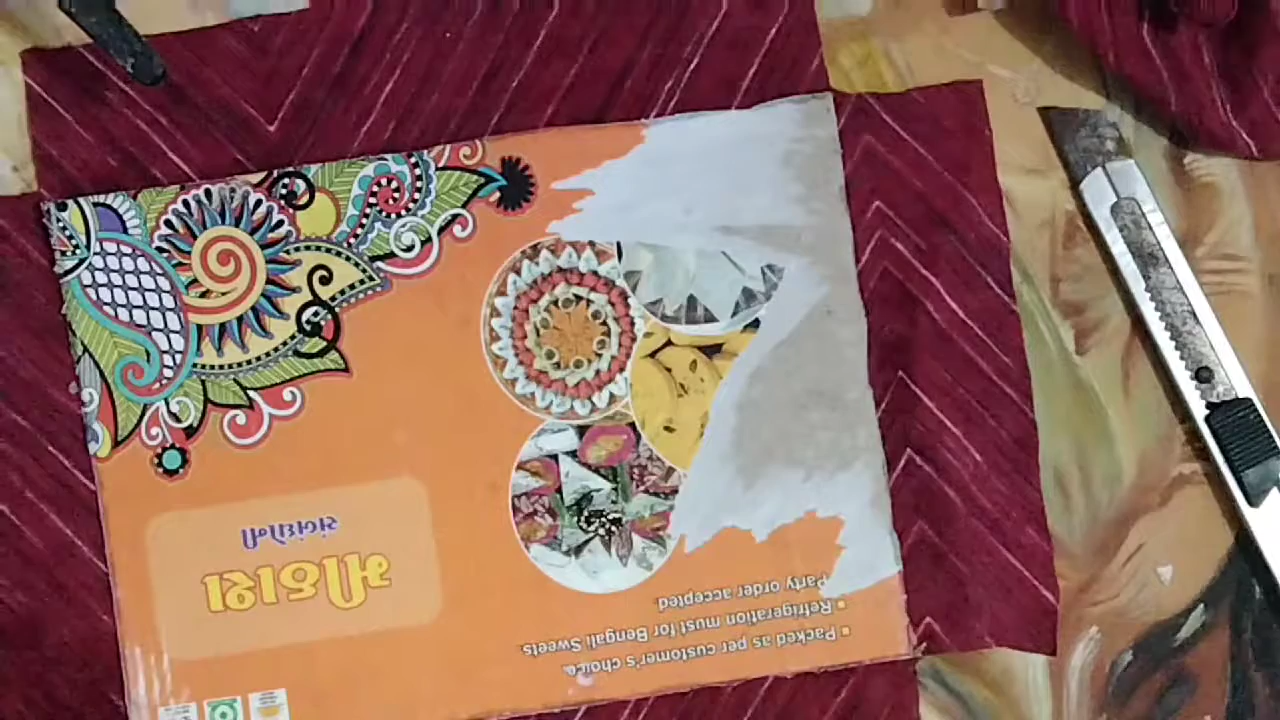 ▪ Packed as per customer's choice.
▪ Refrigeration must for Bengali Sweets.
Party order accepted.
મીઠાશ
સંબંધોની